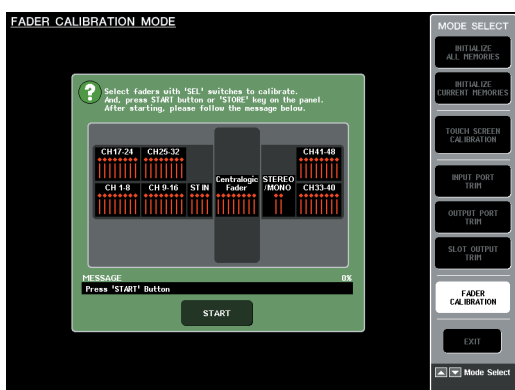 FADER CALIBRATION MODE
Select faders with 'SEL' switches to calibrate.
And, press START button or 'STORE' key on the panel.
After starting, please follow the message below.
CH17-24 CH25-32 CH41-48
CH 1-8 CH 9-16 ST IN Centralogic Fader STEREO /MONO CH33-40
MESSAGE 0%
Press 'START' Button
START
MODE SELECT
INITIALIZE
ALL MEMORIES
INITIALIZE
CURRENT MEMORIES
TOUCH SCREEN
CALIBRATION
INPUT PORT
TRIM
OUTPUT PORT
TRIM
SLOT OUTPUT
TRIM
FADER
CALIBRATION
EXIT
Mode Select